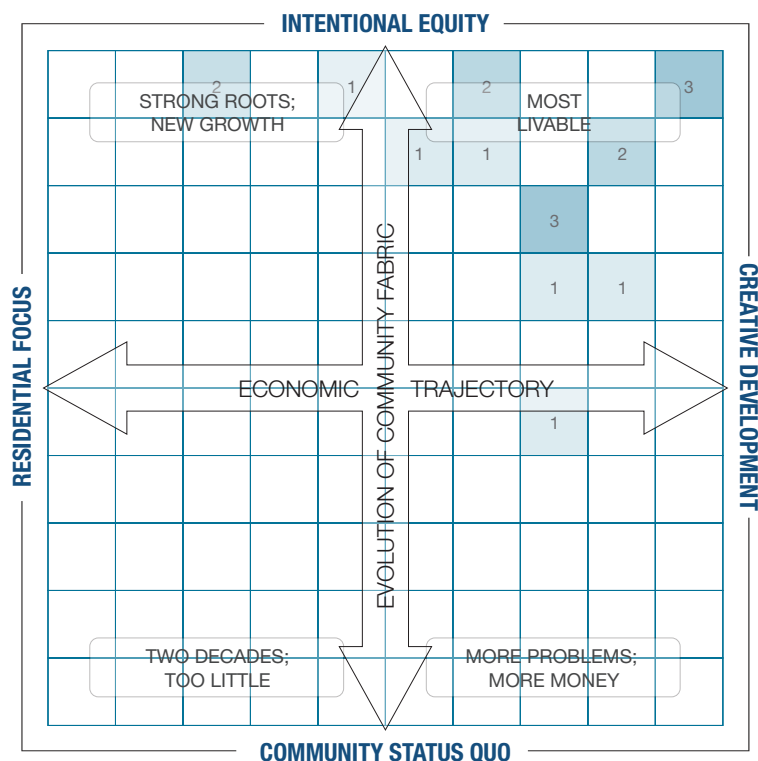 INTENTIONAL EQUITY
2 1 2 3
STRONG ROOTS;
NEW GROWTH
MOST
LIVABLE
1 1 2
3
1 1
RESIDENTIAL FOCUS
CREATIVE DEVELOPMENT
EVOLUTION OF COMMUNITY FABRIC
ECONOMIC TRAJECTORY
1
TWO DECADES;
TOO LITTLE
MORE PROBLEMS;
MORE MONEY
COMMUNITY STATUS QUO